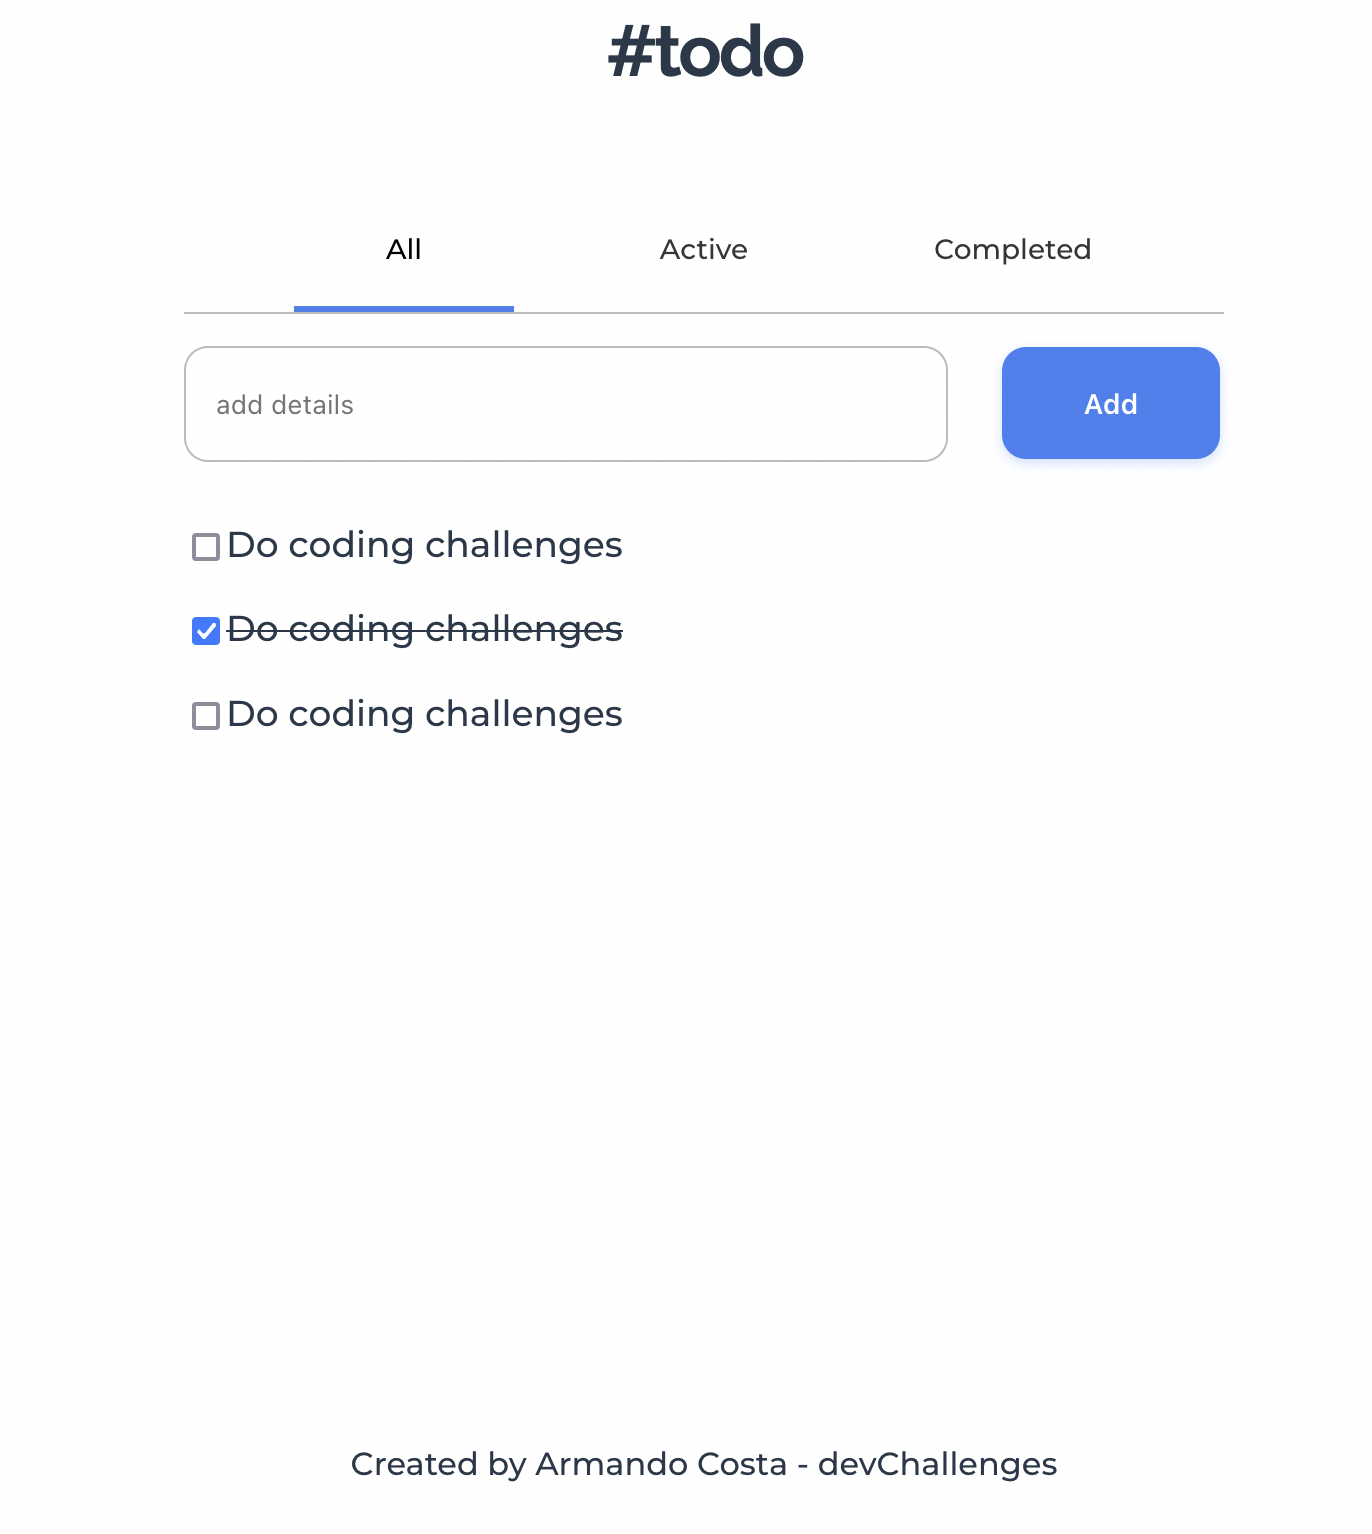 #todo
All Active Completed
add details Add
Do coding challenges
Do coding challenges
Do coding challenges
Created by Armando Costa - devChallenges